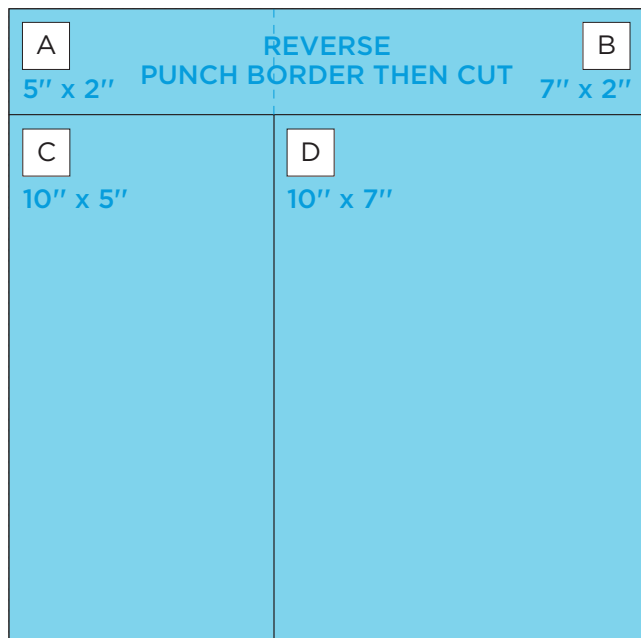 A
REVERSE
B
PUNCH BORDER THEN CUT
5" x 2"
7" x 2"
C
D
10" x 5"
10" x 7"